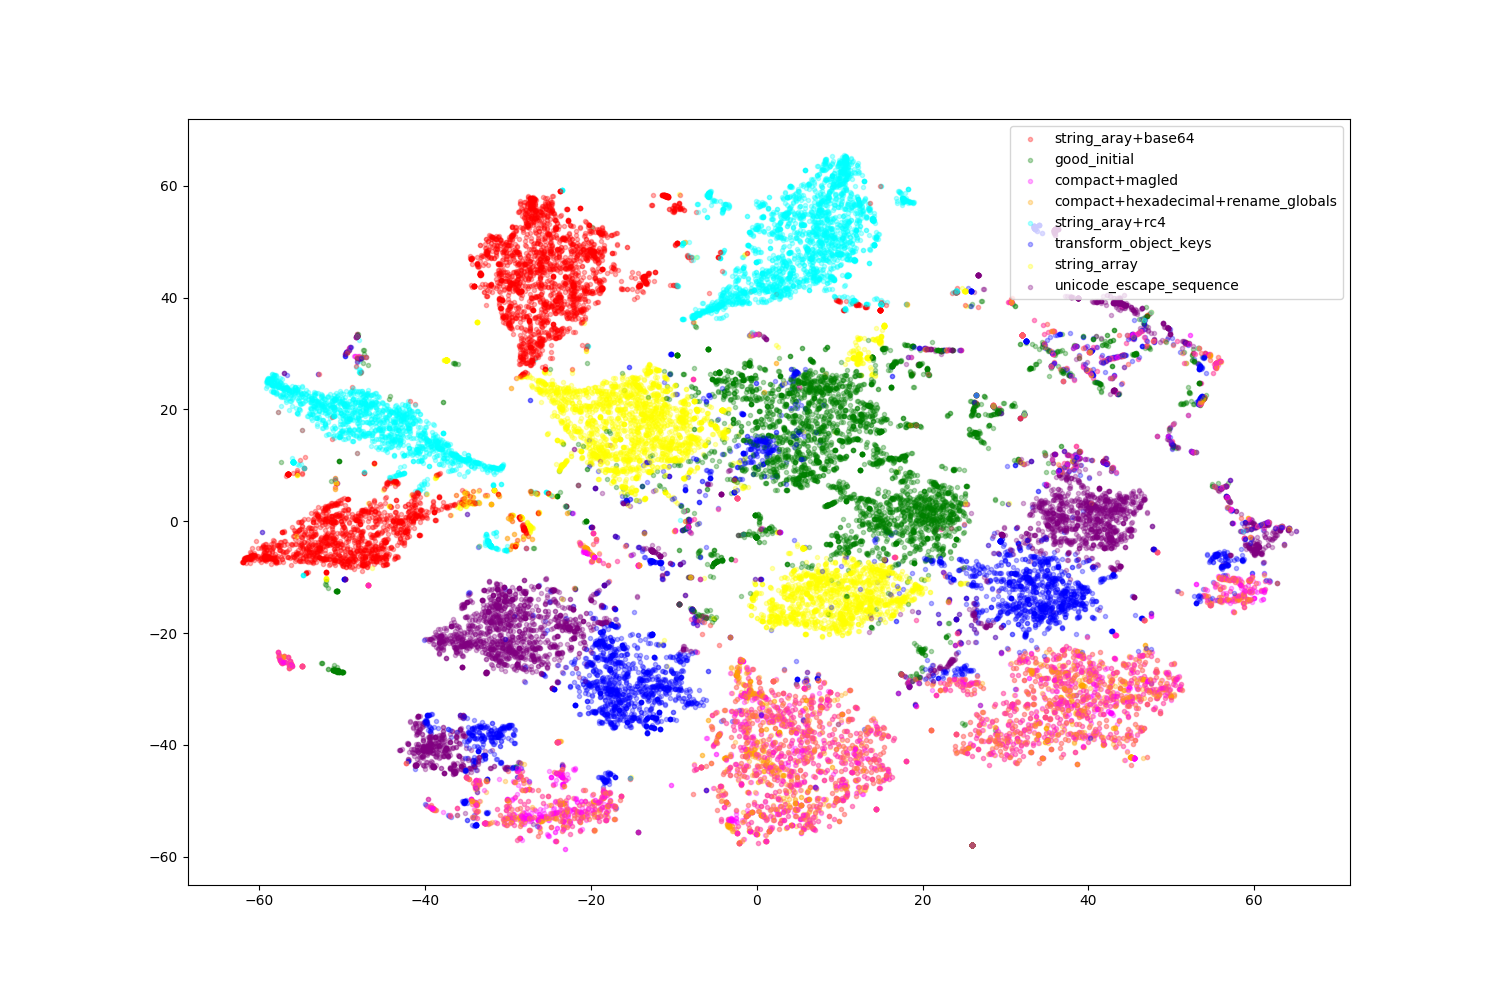 string_aray+base64
good_initial
compact+magled
compact+hexadecimal+rename_globals
string_aray+rc4
transform_object_keys
string_array
unicode_escape_sequence
60
40
20
0
−20
−40
−60
−60 −40 −20 0 20 40 60